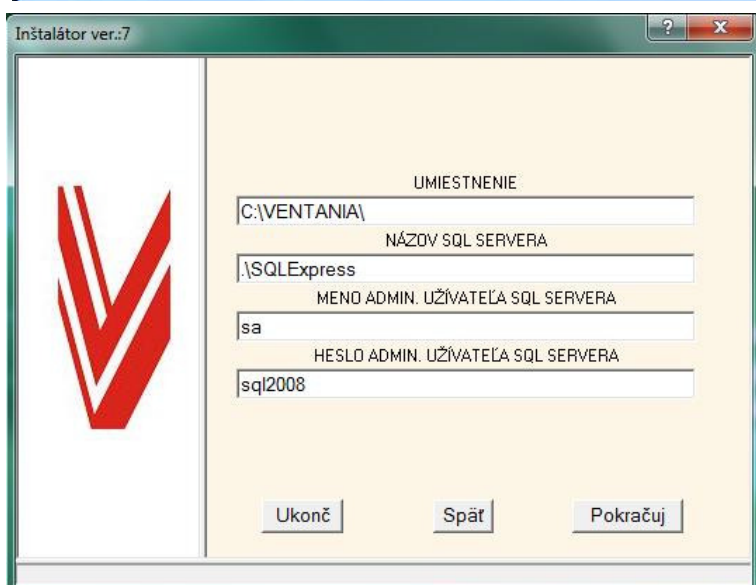 Inštalátor ver.:7
?
X
UMIESTNENIE
C:\VENTANIA\
NÁZOV SQL SERVERA
.\SQLExpress
MENO ADMIN. UŽÍVATEĽA SQL SERVERA
sa
HESLO ADMIN. UŽÍVATEĽA SQL SERVERA
sql2008
Ukonč Späť Pokračuj